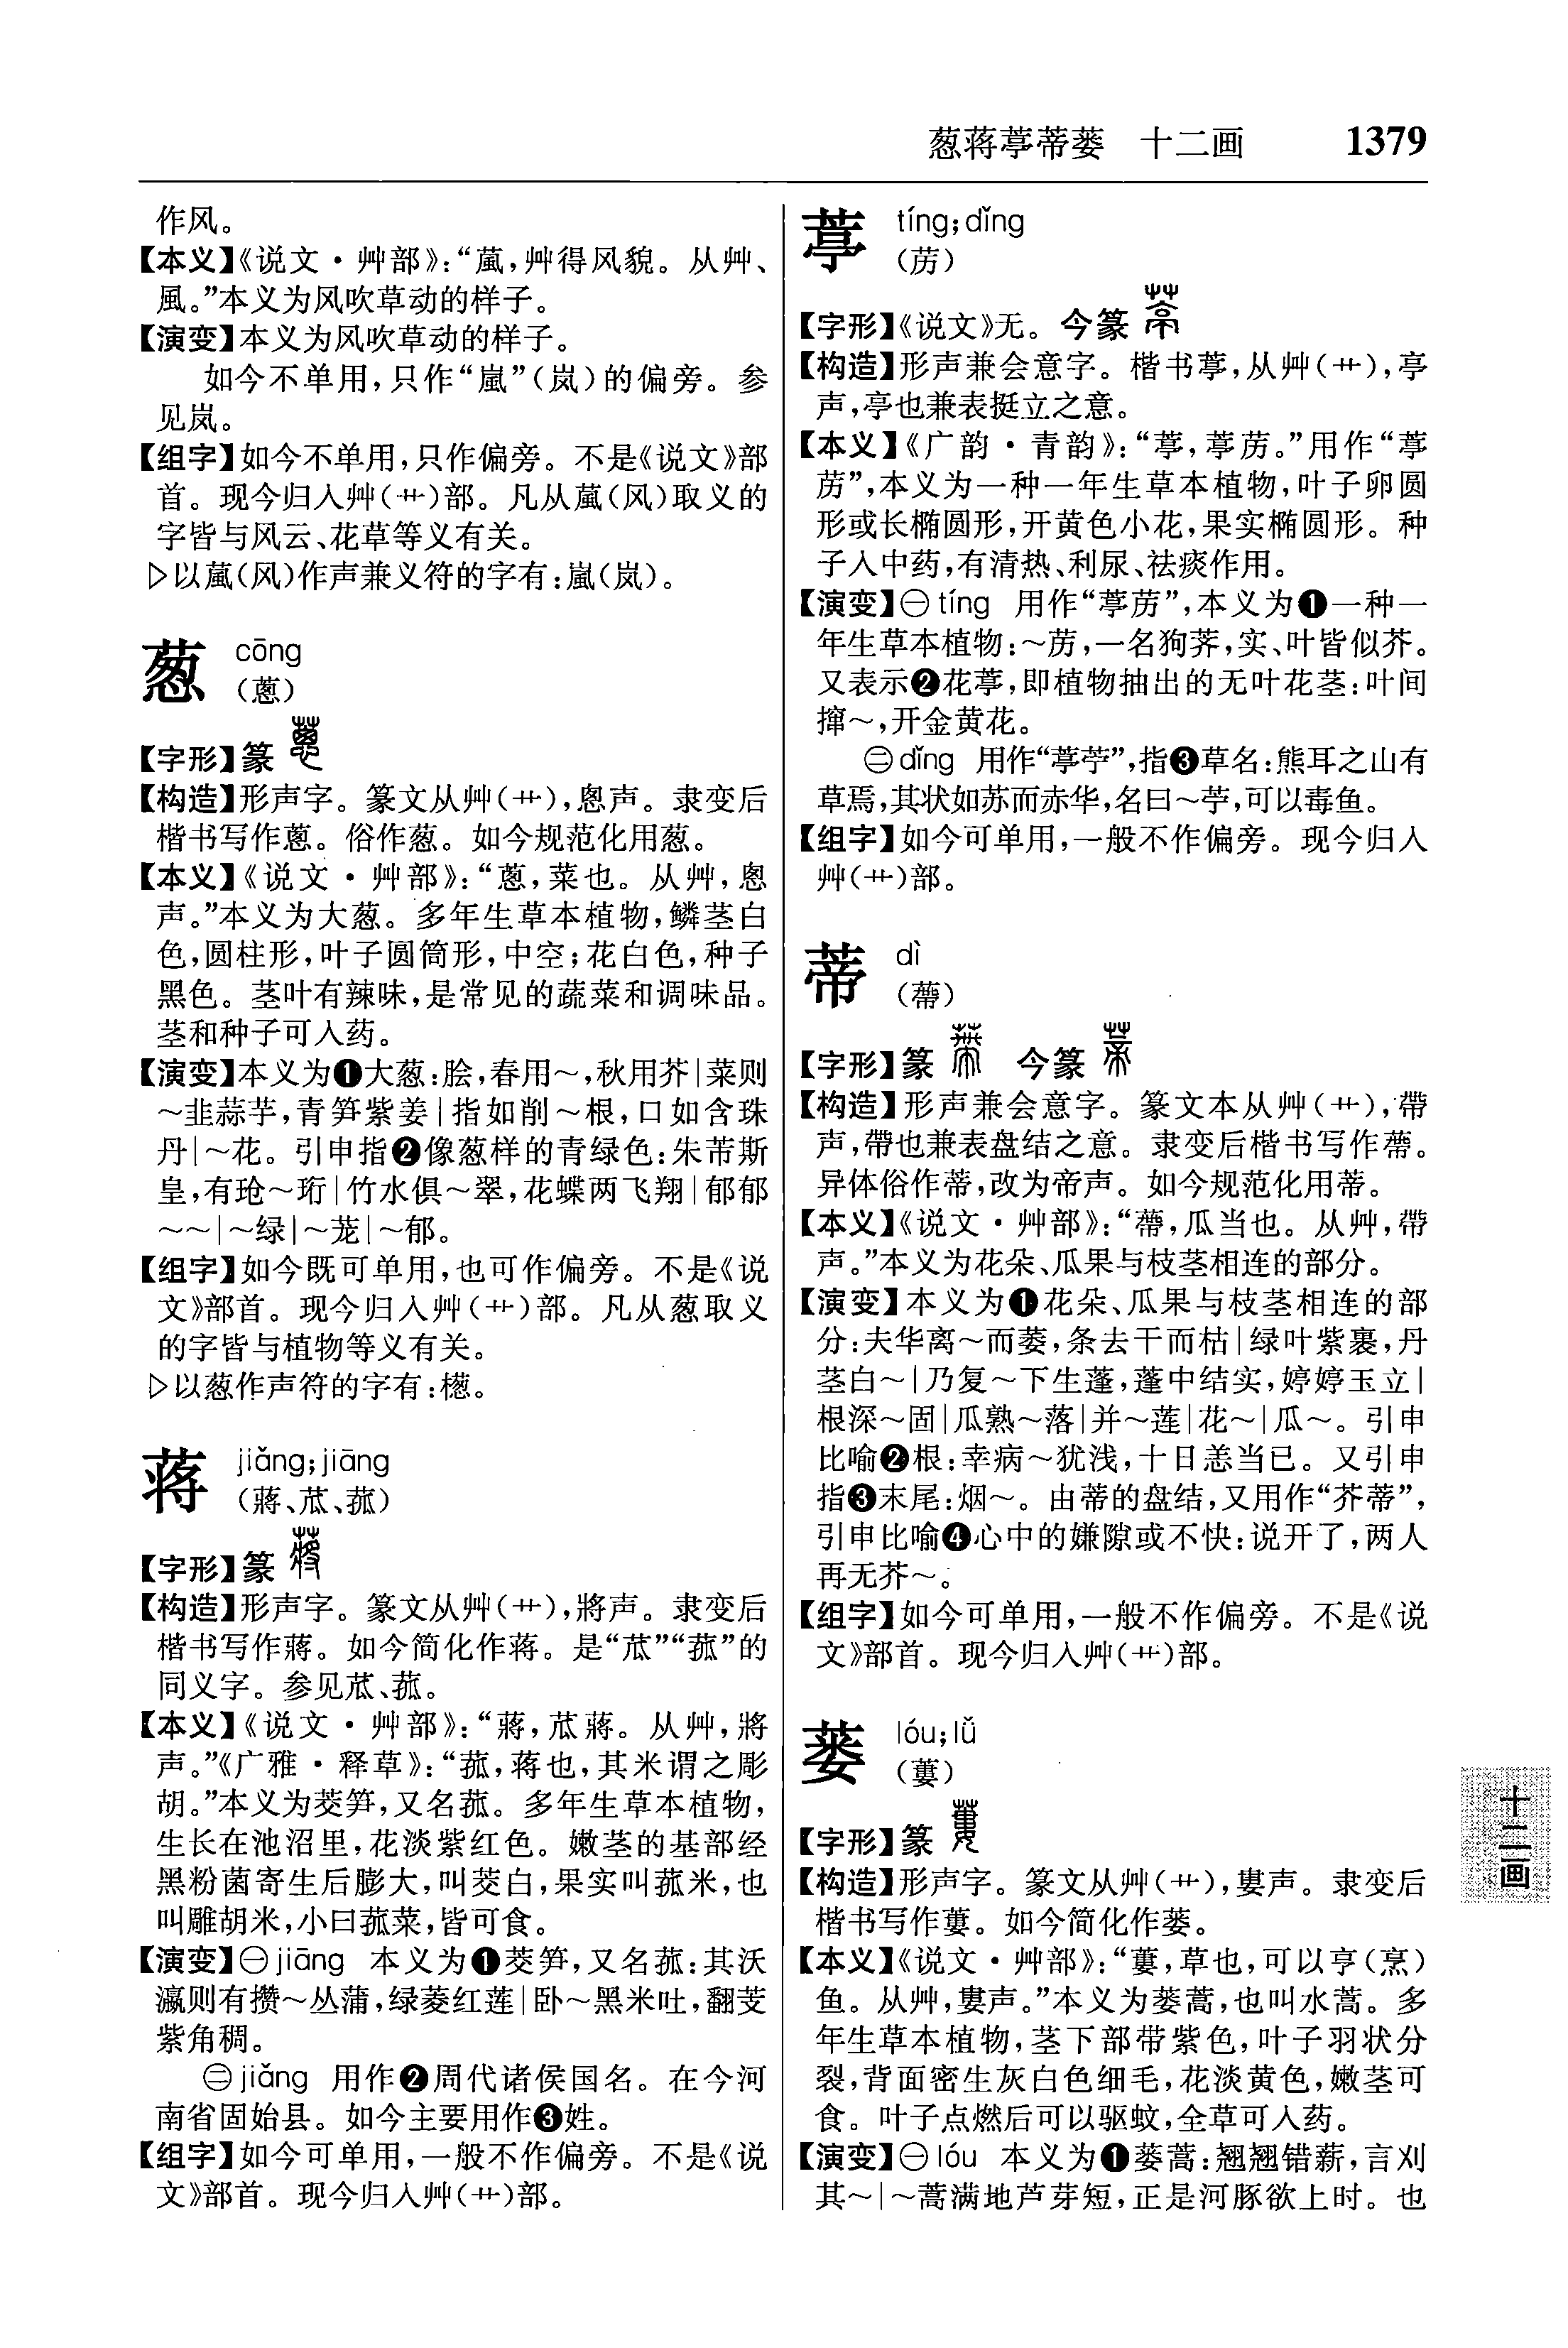 葱蒋葶蒂蒌　十二画　1379
作风。
【本义】《说文·艸部》：“葻，艸得风貌。从艸、
風。”本义为风吹草动的样子。
【演变】本义为风吹草动的样子。
如今不单用，只作“嵐”（岚）的偏旁。参
见岚。
【组字】如今不单用，只作偏旁。不是《说文》部
首。现今归入艸（艹）部。凡从葻（风）取义的
字皆与风云、花草等义有关。
▷以葻（风）作声兼义符的字有：嵐（岚）。
葱 cōng
（蔥）
【字形】篆
【构造】形声字。篆文从艸（艹），悤声。隶变后
楷书写作蔥。俗作葱。如今规范化用葱。
【本义】《说文·艸部》：“蔥，菜也。从艸，悤
声。”本义为大葱。多年生草本植物，鳞茎白
色，圆柱形，叶子圆筒形，中空；花白色，种子
黑色。茎叶有辣味，是常见的蔬菜和调味品。
茎和种子可入药。
【演变】本义为❶大葱：脍，春用～，秋用芥|菜则
～韭蒜芋，青笋紫姜|指如削～根，口如含珠
丹|～花。引申指❷像葱样的青绿色：朱芾斯
皇，有玱～珩|竹水俱～翠，花蝶两飞翔|郁郁
～～|～绿|～茏|～郁。
【组字】如今既可单用，也可作偏旁。不是《说
文》部首。现今归入艸（艹）部。凡从葱取义
的字皆与植物等义有关。
▷以葱作声符的字有：檧。
蒋 jiǎng；jiāng
（蔣、苽、菰）
【字形】篆
【构造】形声字。篆文从艸（艹），將声。隶变后
楷书写作蔣。如今简化作蒋。是“苽”“菰”的
同义字。参见苽、菰。
【本义】《说文·艸部》：“蔣，苽蔣。从艸，將
声。”《广雅·释草》：“菰，蒋也，其米谓之彫
胡。”本义为茭笋，又名菰。多年生草本植物，
生长在池沼里，花淡紫红色。嫩茎的基部经
黑粉菌寄生后膨大，叫茭白，果实叫菰米，也
叫雕胡米，小曰菰菜，皆可食。
【演变】㊀jiāng 本义为❶茭笋，又名菰：其沃
瀛则有攒～丛蒲，绿菱红莲|卧～黑米吐，翻芰
紫角稠。
㊁jiǎng 用作❷周代诸侯国名。在今河
南省固始县。如今主要用作❸姓。
【组字】如今可单用，一般不作偏旁。不是《说
文》部首。现今归入艸（艹）部。
葶 tíng；dǐng
（苈）
【字形】《说文》无。今篆
【构造】形声兼会意字。楷书葶，从艸（艹），亭
声，亭也兼表挺立之意。
【本义】《广韵·青韵》：“葶，葶苈。”用作“葶
苈”，本义为一种一年生草本植物，叶子卵圆
形或长椭圆形，开黄色小花，果实椭圆形。种
子入中药，有清热、利尿、祛痰作用。
【演变】㊀tíng 用作“葶苈”，本义为❶一种一
年生草本植物：～苈，一名狗荠，实、叶皆似芥。
又表示❷花葶，即植物抽出的无叶花茎：叶间
撺～，开金黄花。
㊁dǐng 用作“葶苧”，指❸草名：熊耳之山有
草焉，其状如苏而赤华，名曰～苧，可以毒鱼。
【组字】如今可单用，一般不作偏旁。现今归入
艸（艹）部。
蒂 dì
（蔕）
【字形】篆　今篆
【构造】形声兼会意字。篆文本从艸（艹），帶
声，帶也兼表盘结之意。隶变后楷书写作蔕。
异体俗作蒂，改为帝声。如今规范化用蒂。
【本义】《说文·艸部》：“蔕，瓜当也。从艸，帶
声。”本义为花朵、瓜果与枝茎相连的部分。
【演变】本义为❶花朵、瓜果与枝茎相连的部
分：夫华离～而萎，条去干而枯|绿叶紫裹，丹
茎白～|乃复～下生蓬，蓬中结实，婷婷玉立|
根深～固|瓜熟～落|并～莲|花～|瓜～。引申
比喻❷根：幸病～犹浅，十日恙当已。又引申
指❸末尾：烟～。由蒂的盘结，又用作“芥蒂”，
引申比喻❹心中的嫌隙或不快：说开了，两人
再无芥～。
【组字】如今可单用，一般不作偏旁。不是《说
文》部首。现今归入艸（艹）部。
蒌 lóu；lǚ
（蔞）
【字形】篆
【构造】形声字。篆文从艸（艹），婁声。隶变后
楷书写作蔞。如今简化作蒌。
【本义】《说文·艸部》：“蔞，草也，可以亨（烹）
鱼。从艸，婁声。”本义为蒌蒿，也叫水蒿。多
年生草本植物，茎下部带紫色，叶子羽状分
裂，背面密生灰白色细毛，花淡黄色，嫩茎可
食。叶子点燃后可以驱蚊，全草可入药。
【演变】㊀lóu 本义为❶蒌蒿：翘翘错薪，言刈
其～|～蒿满地芦芽短，正是河豚欲上时。也
十二画